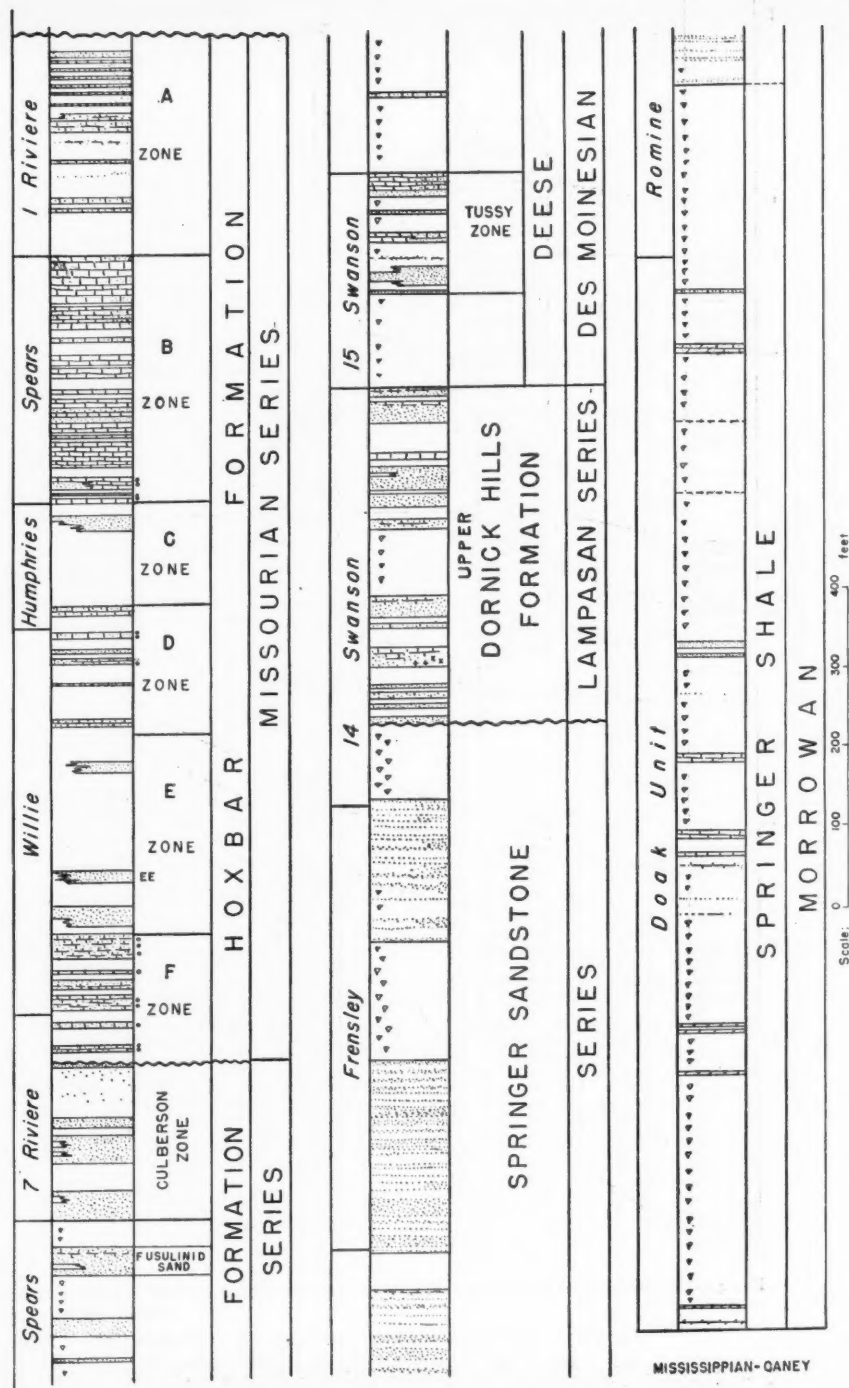 1 Riviere
Spears
Humphries
Willie
7 Riviere
Spears
A
ZONE
B
ZONE
C
ZONE
D
ZONE
E
ZONE
EE
F
ZONE
CULBERSON
ZONE
FUSULINID
SAND
HOXBAR FORMATION
FORMATION
MISSOURIAN SERIES
SERIES
15 Swanson
14 Swanson
Frensley
TUSSY
ZONE
DEESE
DES MOINESIAN
UPPER
DORNICK HILLS
FORMATION
LAMPASAN SERIES
SPRINGER SANDSTONE
SERIES
Romine
Doak Unit
SPRINGER SHALE
MORROWAN
MISSISSIPPIAN-CANEY
Scale:
0 100 200 300 400
feet